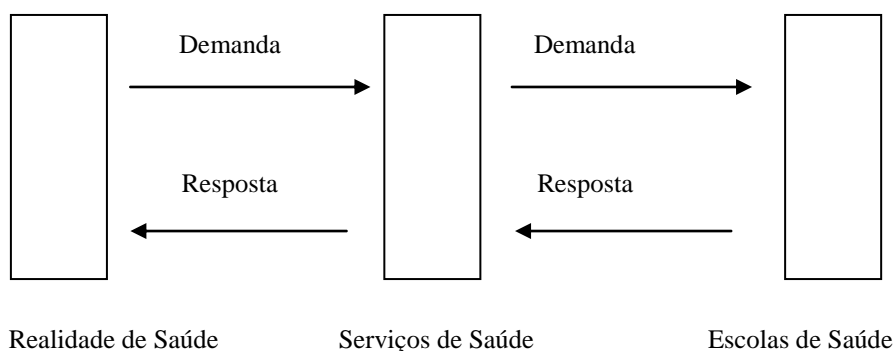 Demanda Demanda
Resposta Resposta
Realidade de Saúde Serviços de Saúde Escolas de Saúde